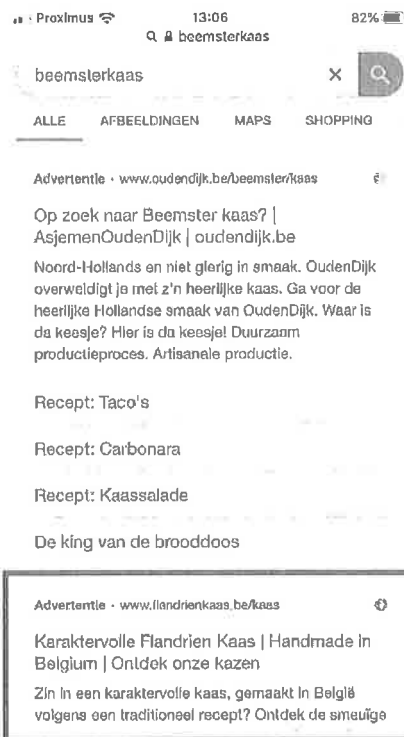 Proximus 13:06 82%
beemsterkaas
beemsterkaas ×
ALLE AFBEELDINGEN MAPS SHOPPING
Advertentie · www.oudendijk.be/beemster/kaas
Op zoek naar Beemster kaas? |
AsjemenOudenDijk | oudendijk.be
Noord-Hollands en niet gierig in smaak. OudenDijk
overweldigt je met z'n heerlijke kaas. Ga voor de
heerlijke Hollandse smaak van OudenDijk. Waar is
da keesje? Hier is da keesje! Duurzaam
productieproces. Artisanale productie.
Recept: Taco's
Recept: Carbonara
Recept: Kaassalade
De king van de brooddoos
Advertentie · www.flandrienkaas.be/kaas
Karaktervolle Flandrien Kaas | Handmade in
Belgium | Ontdek onze kazen
Zin in een karaktervolle kaas, gemaakt in België
volgens een traditioneel recept? Ontdek de smeuïge